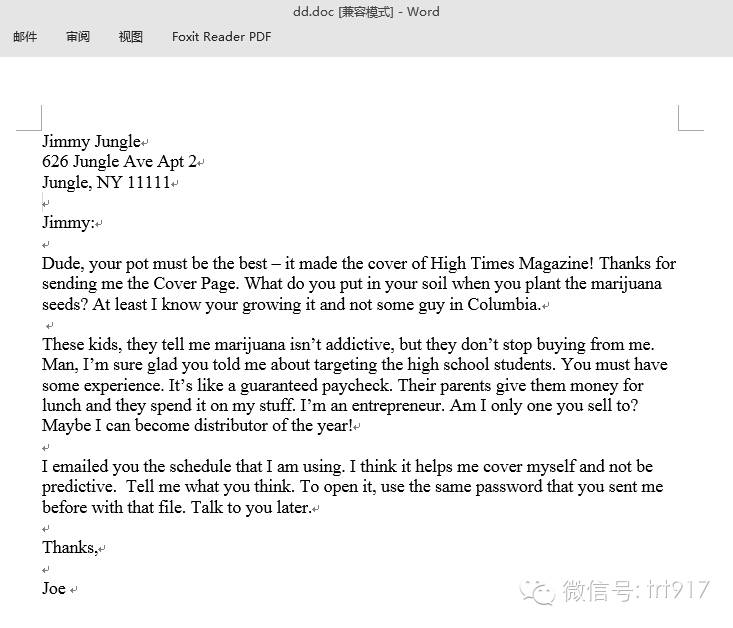 dd.doc [兼容模式] - Word
邮件 审阅 视图 Foxit Reader PDF
Jimmy Jungle
626 Jungle Ave Apt 2
Jungle, NY 11111
Jimmy:
Dude, your pot must be the best – it made the cover of High Times Magazine! Thanks for
sending me the Cover Page. What do you put in your soil when you plant the marijuana
seeds? At least I know your growing it and not some guy in Columbia.
These kids, they tell me marijuana isn’t addictive, but they don’t stop buying from me.
Man, I’m sure glad you told me about targeting the high school students. You must have
some experience. It’s like a guaranteed paycheck. Their parents give them money for
lunch and they spend it on my stuff. I’m an entrepreneur. Am I only one you sell to?
Maybe I can become distributor of the year!
I emailed you the schedule that I am using. I think it helps me cover myself and not be
predictive.  Tell me what you think. To open it, use the same password that you sent me
before with that file. Talk to you later.
Thanks,
Joe
微信号: trt917